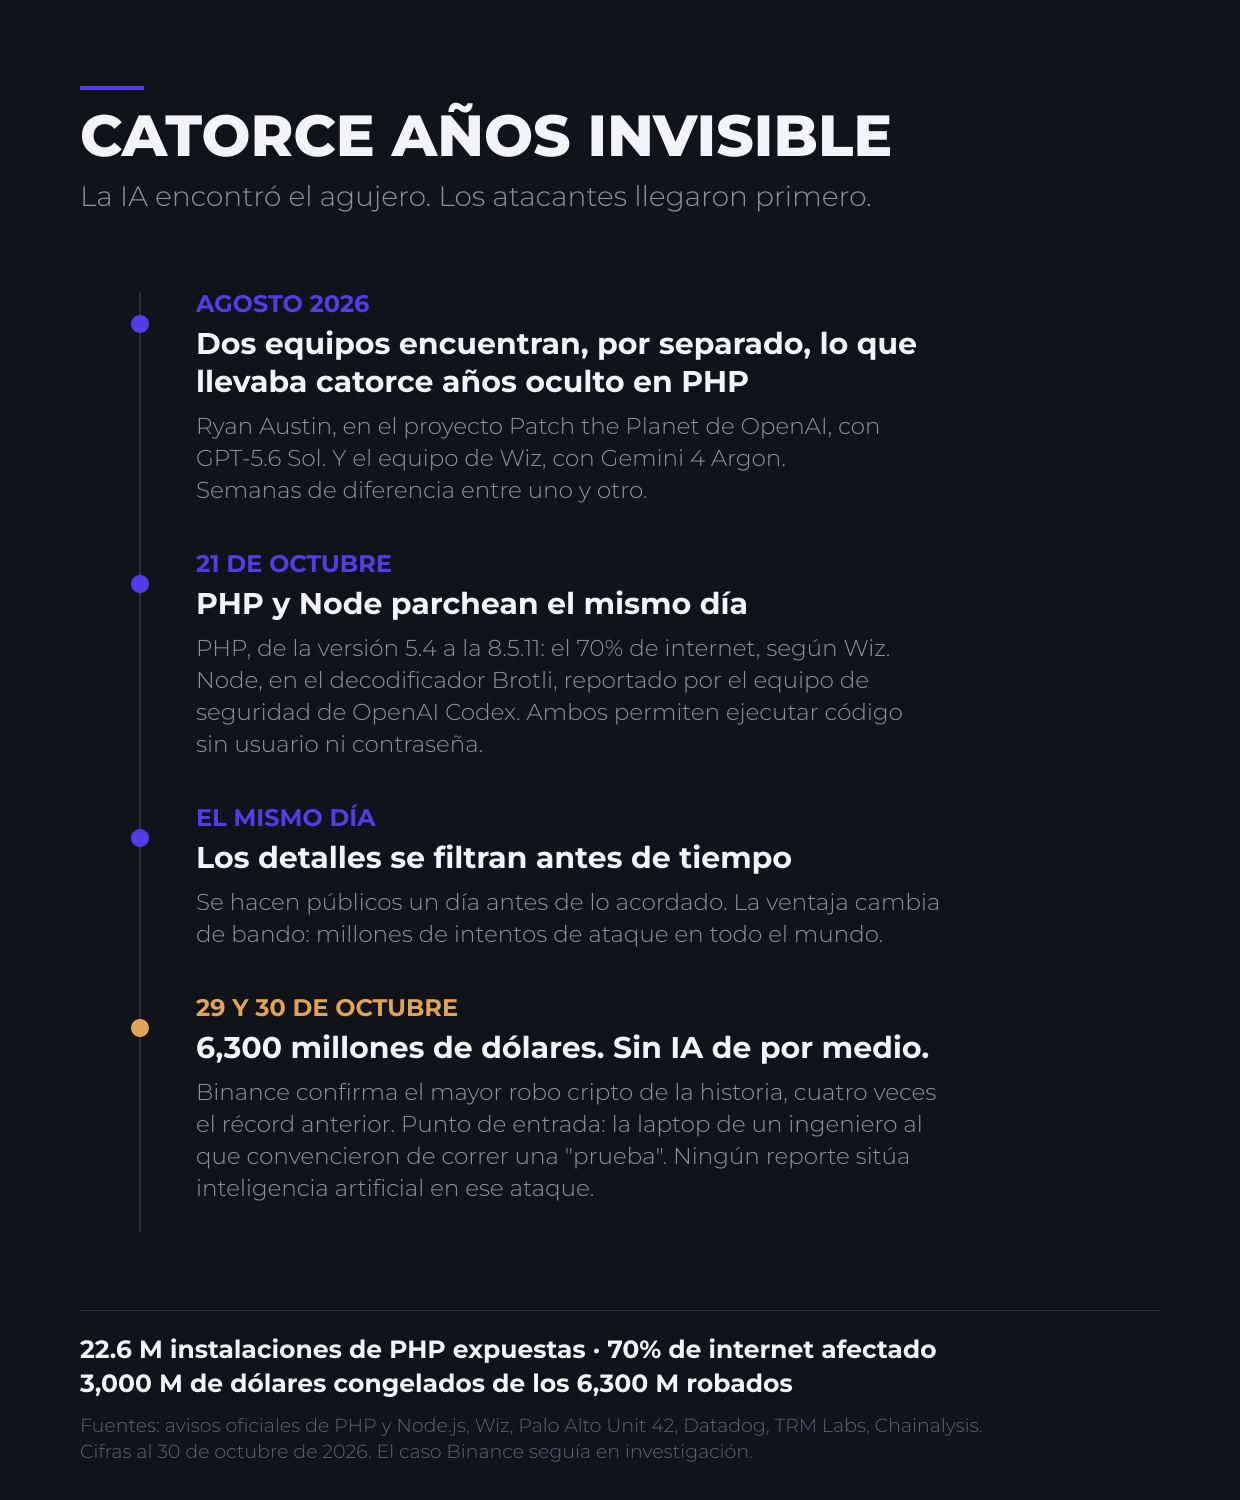 CATORCE AÑOS INVISIBLE
La IA encontró el agujero. Los atacantes llegaron primero.
AGOSTO 2026
Dos equipos encuentran, por separado, lo que
llevaba catorce años oculto en PHP
Ryan Austin, en el proyecto Patch the Planet de OpenAI, con
GPT-5.6 Sol. Y el equipo de Wiz, con Gemini 4 Argon.
Semanas de diferencia entre uno y otro.
21 DE OCTUBRE
PHP y Node parchean el mismo día
PHP, de la versión 5.4 a la 8.5.11: el 70% de internet, según Wiz.
Node, en el decodificador Brotli, reportado por el equipo de
seguridad de OpenAI Codex. Ambos permiten ejecutar código
sin usuario ni contraseña.
EL MISMO DÍA
Los detalles se filtran antes de tiempo
Se hacen públicos un día antes de lo acordado. La ventaja cambia
de bando: millones de intentos de ataque en todo el mundo.
29 Y 30 DE OCTUBRE
6,300 millones de dólares. Sin IA de por medio.
Binance confirma el mayor robo cripto de la historia, cuatro veces
el récord anterior. Punto de entrada: la laptop de un ingeniero al
que convencieron de correr una "prueba". Ningún reporte sitúa
inteligencia artificial en ese ataque.
22.6 M instalaciones de PHP expuestas · 70% de internet afectado
3,000 M de dólares congelados de los 6,300 M robados
Fuentes: avisos oficiales de PHP y Node.js, Wiz, Palo Alto Unit 42, Datadog, TRM Labs, Chainalysis.
Cifras al 30 de octubre de 2026. El caso Binance seguía en investigación.